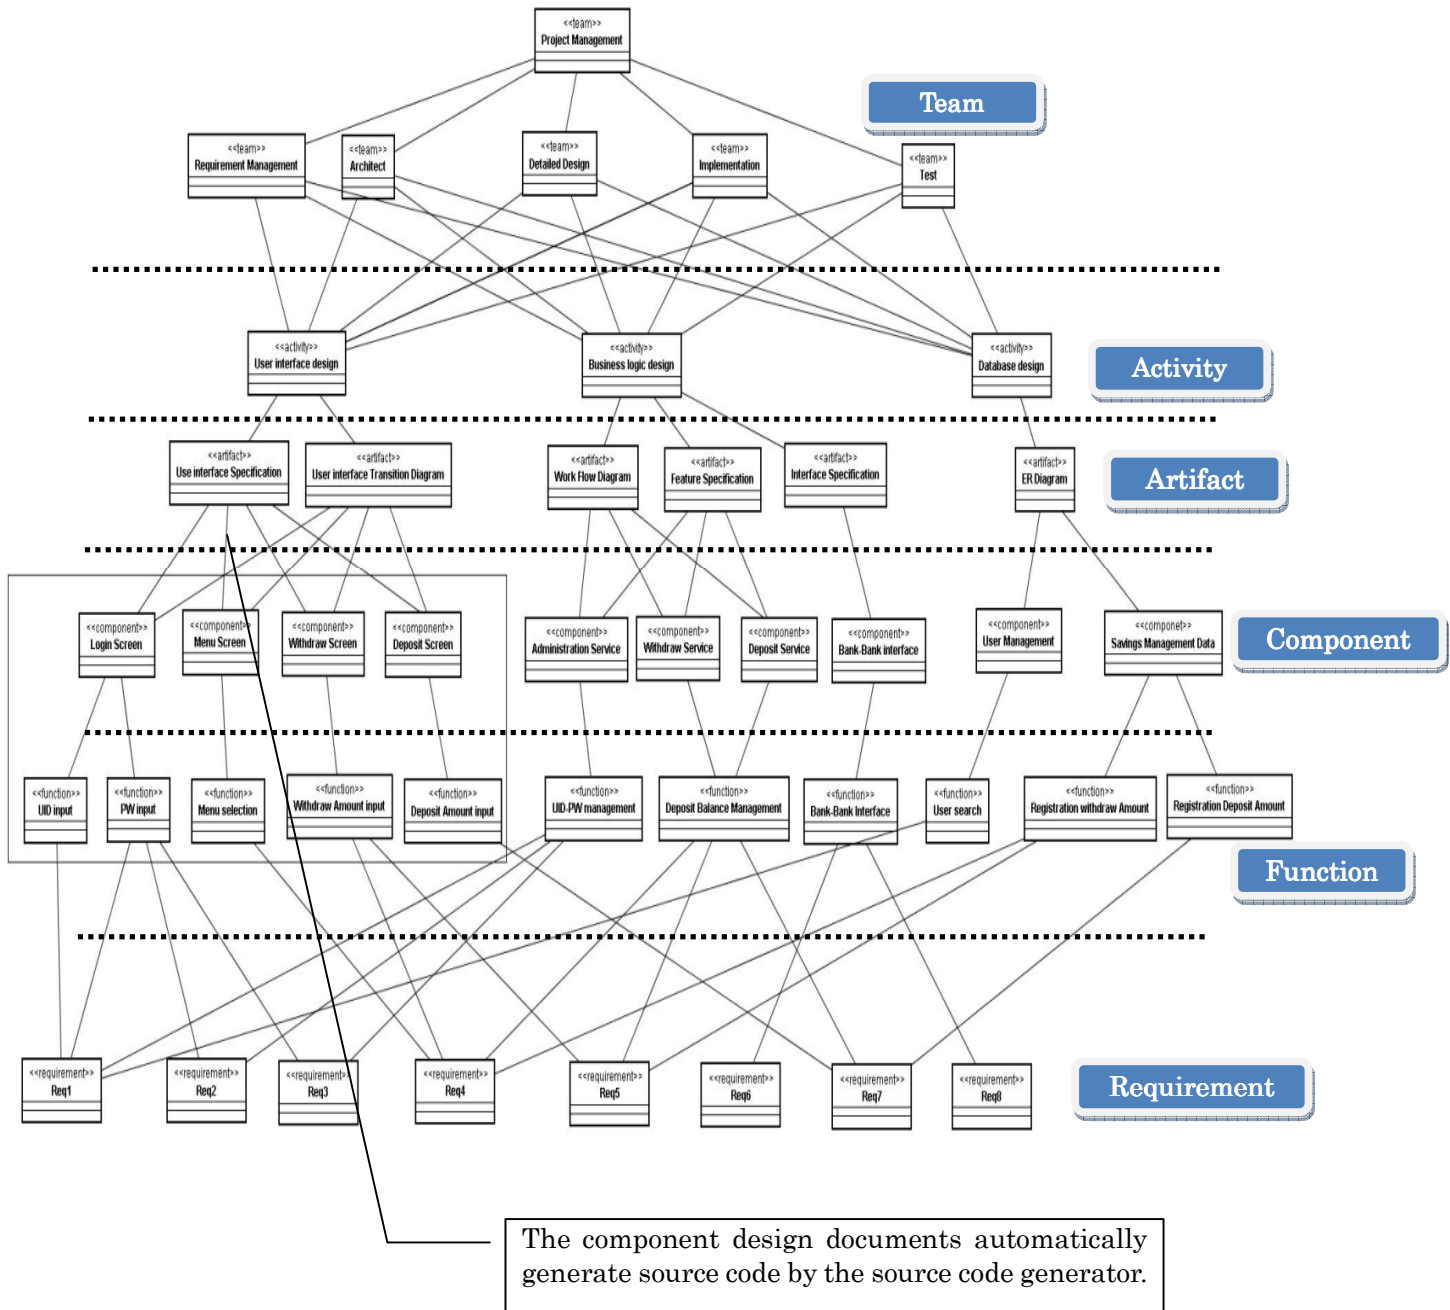 <<team>>
Project Management
Team
<<team>>
Requirement Management
<<team>>
Architect
<<team>>
Detailed Design
<<team>>
Implementation
<<team>>
Test
<<activity>>
User interface design
<<activity>>
Business logic design
<<activity>>
Database design
Activity
<<artifact>>
Use interface Specification
<<artifact>>
User interface Transition Diagram
<<artifact>>
Work Flow Diagram
<<artifact>>
Feature Specification
<<artifact>>
Interface Specification
<<artifact>>
ER Diagram
Artifact
<<component>>
Login Screen
<<component>>
Menu Screen
<<component>>
Withdraw Screen
<<component>>
Deposit Screen
<<component>>
Administration Service
<<component>>
Withdraw Service
<<component>>
Deposit Service
<<component>>
Bank-Bank interface
<<component>>
User Management
<<componet>>
Savings Management Data
Component
<<function>>
UID input
<<function>>
PW input
<<function>>
Menu selection
<<function>>
Withdraw Amount input
<<function>>
Deposit Amount input
<<function>>
UID-PW management
<<function>>
Deposit Balance Management
<<function>>
Bank-Bank Interface
<<function>>
User search
<<function>>
Registration withdraw Amount
<<function>>
Registration Deposit Amount
Function
<<requirement>>
Req1
<<requirement>>
Req2
<<requirement>>
Req3
<<requirement>>
Req4
<<requirement>>
Req5
<<requirement>>
Req6
<<requirement>>
Req7
<<requirement>>
Req8
Requirement
The component design documents automatically
generate source code by the source code generator.